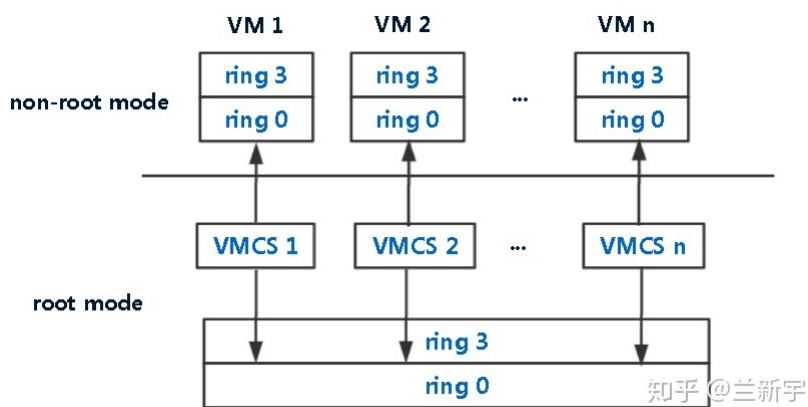 VM 1 VM 2 VM n
ring 3 ring 3 ring 3
non-root mode ...
ring 0 ring 0 ring 0
VMCS 1 VMCS 2 ... VMCS n
root mode
ring 3
ring 0
知乎 @兰新宇